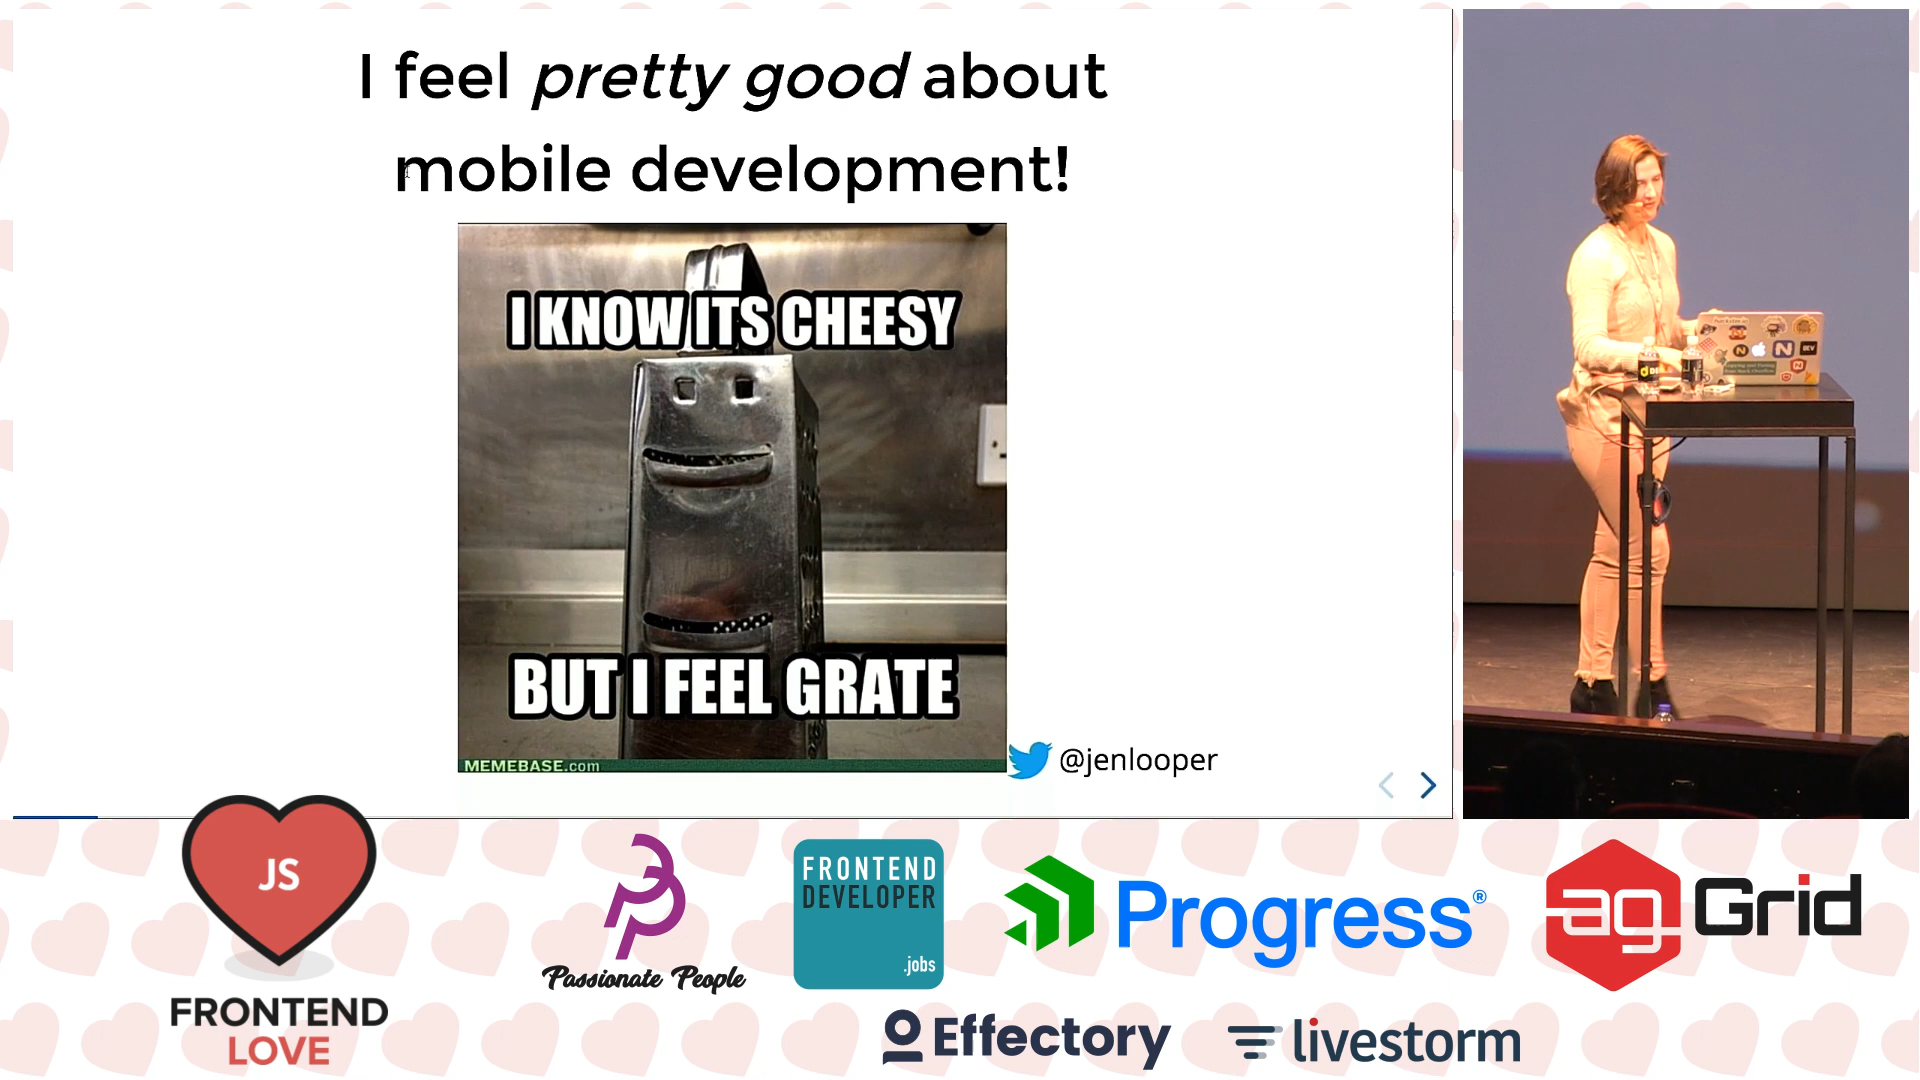 I feel pretty good about
mobile development!
I KNOW ITS CHEESY
BUT I FEEL GRATE
MEMEBASE.com
@jenlooper
DEV
JS
FRONTEND
LOVE
Passionate People
FRONTEND
DEVELOPER
.jobs
Progress®
ag Grid
Effectory
livestorm